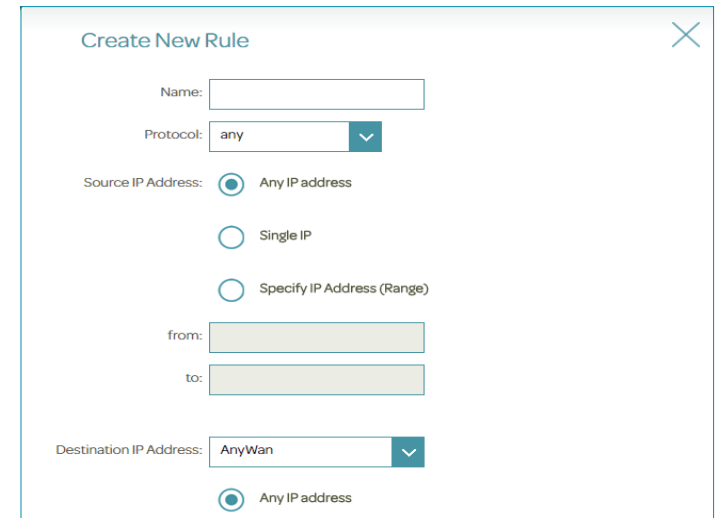 Create New Rule
Name:
Protocol: any
Source IP Address: Any IP address
Single IP
Specify IP Address (Range)
from:
to:
Destination IP Address: AnyWan
Any IP address